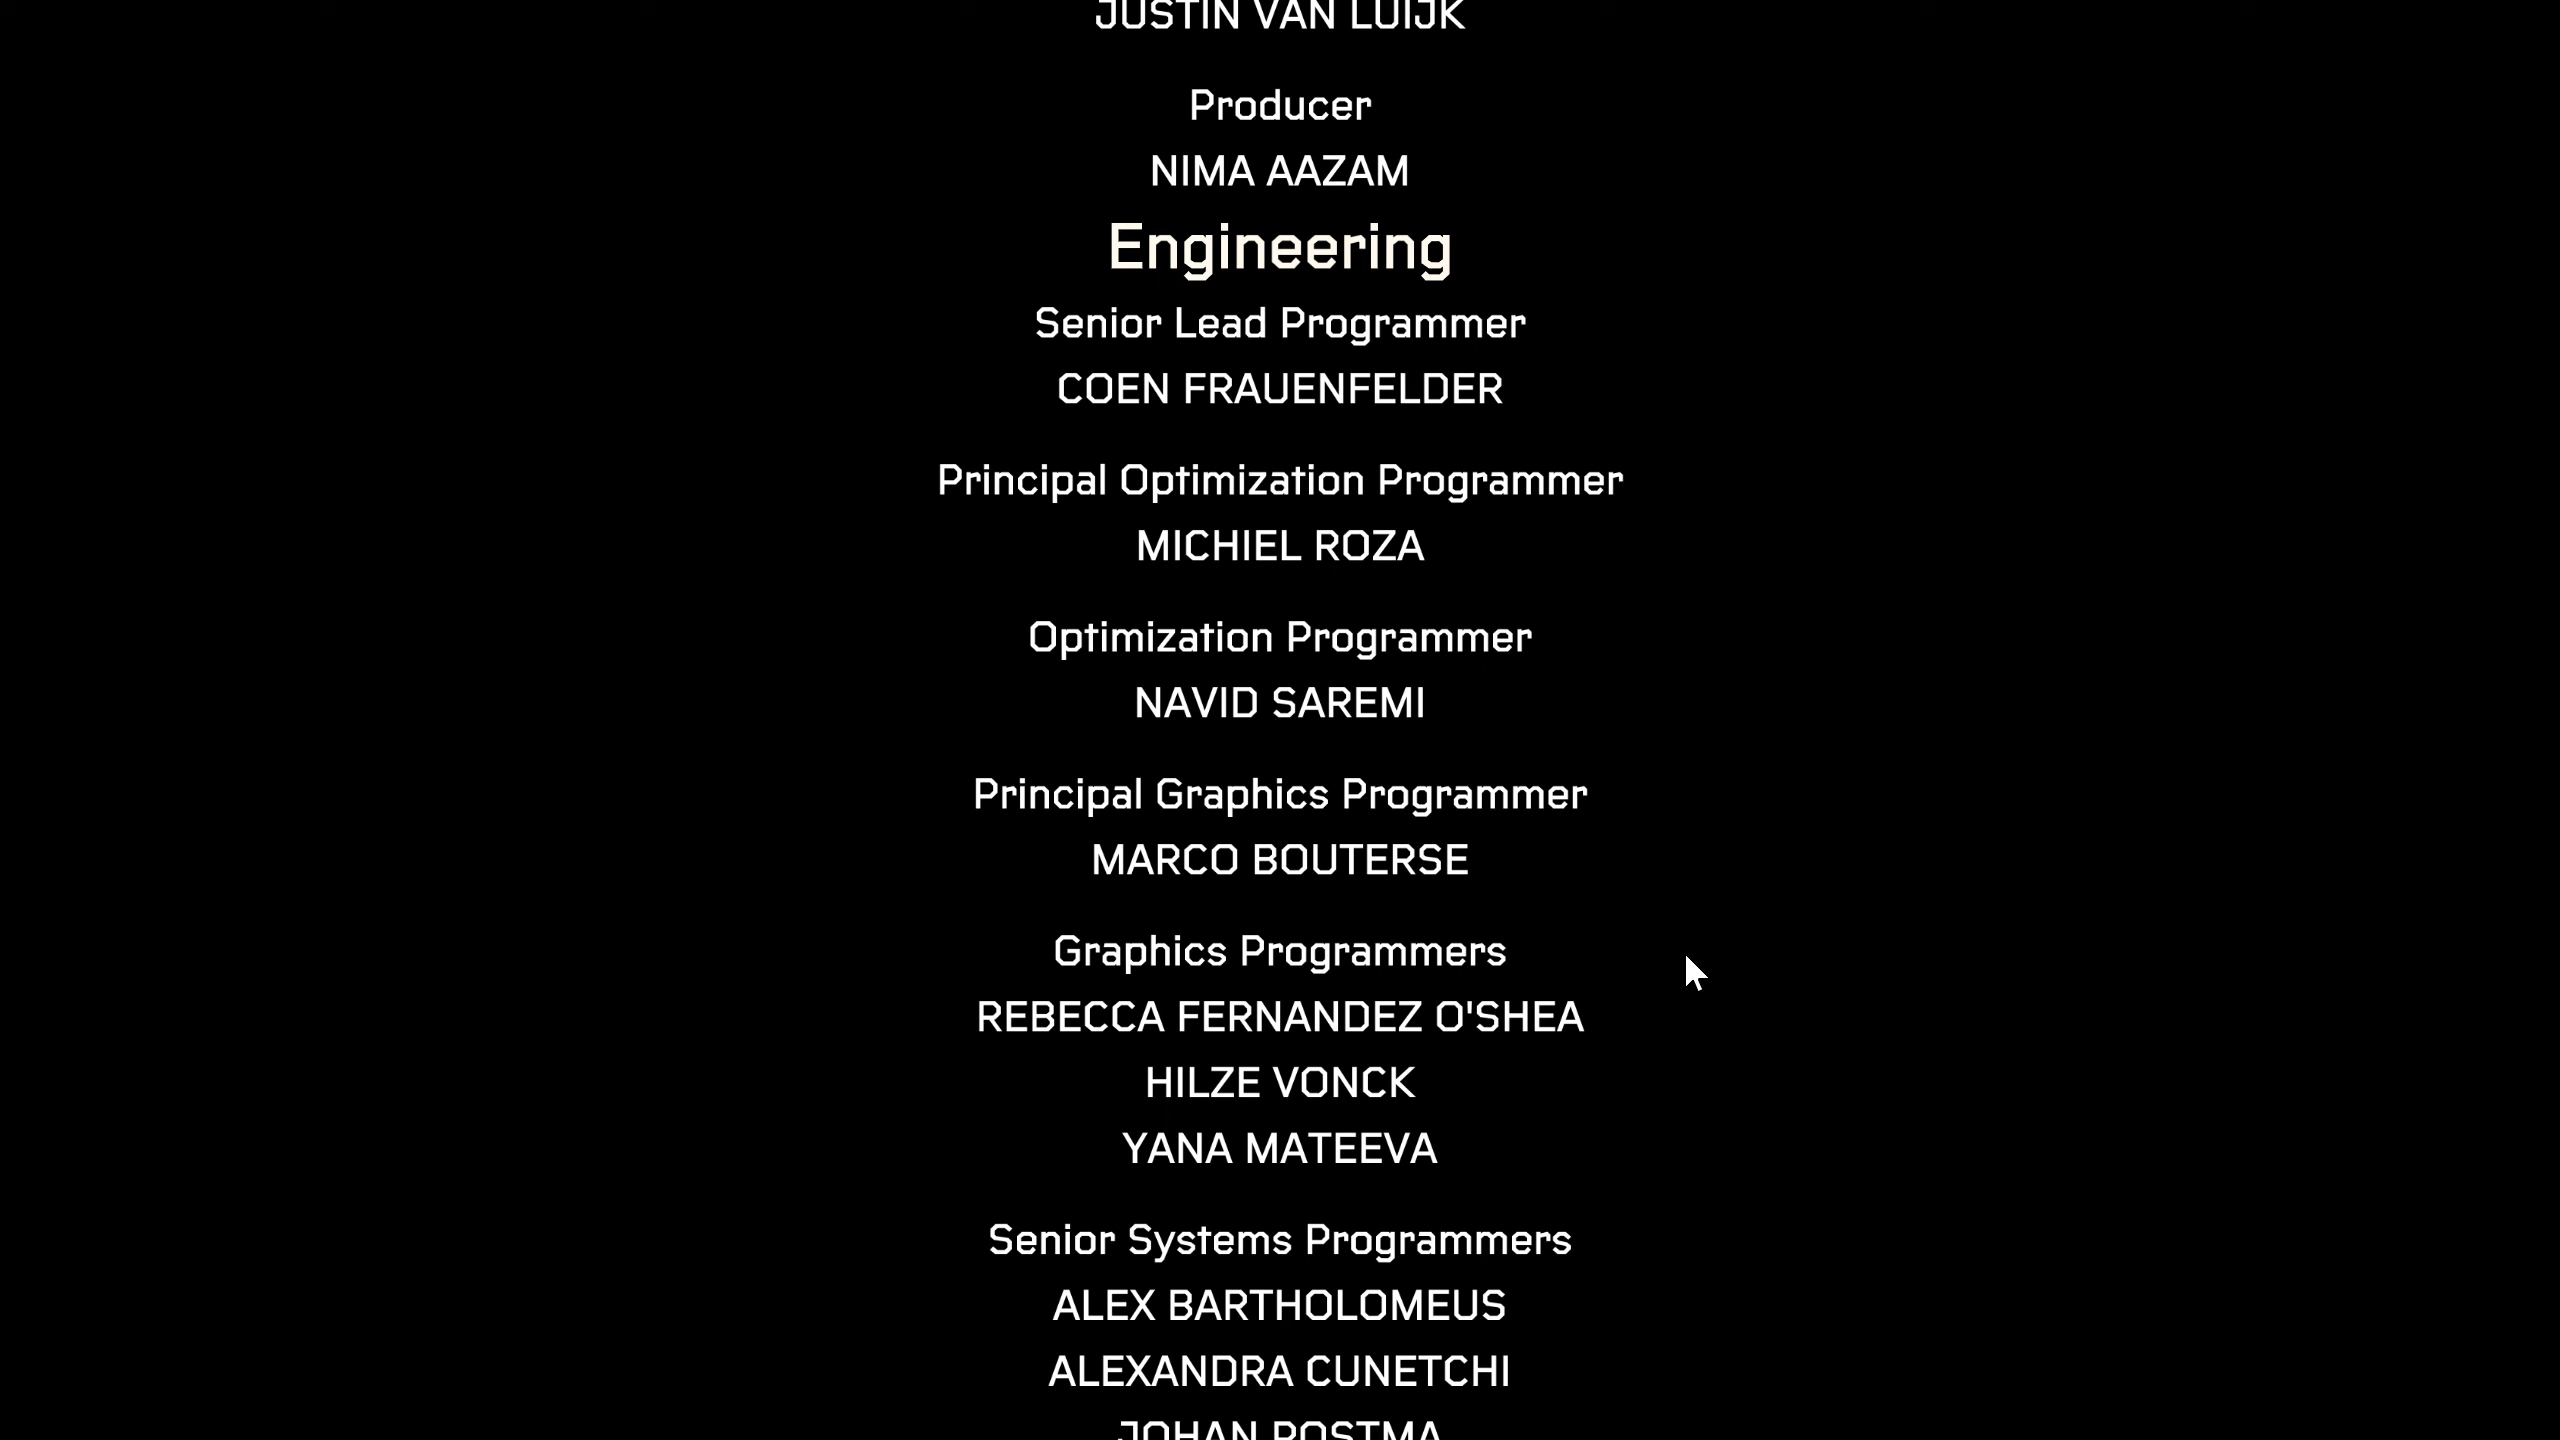 JUSTIN VAN LUIJK
Producer
NIMA AAZAM
Engineering
Senior Lead Programmer
COEN FRAUENFELDER
Principal Optimization Programmer
MICHIEL ROZA
Optimization Programmer
NAVID SAREMI
Principal Graphics Programmer
MARCO BOUTERSE
Graphics Programmers
REBECCA FERNANDEZ O'SHEA
HILZE VONCK
YANA MATEEVA
Senior Systems Programmers
ALEX BARTHOLOMEUS
ALEXANDRA CUNETCHI
JOHAN POSTMA